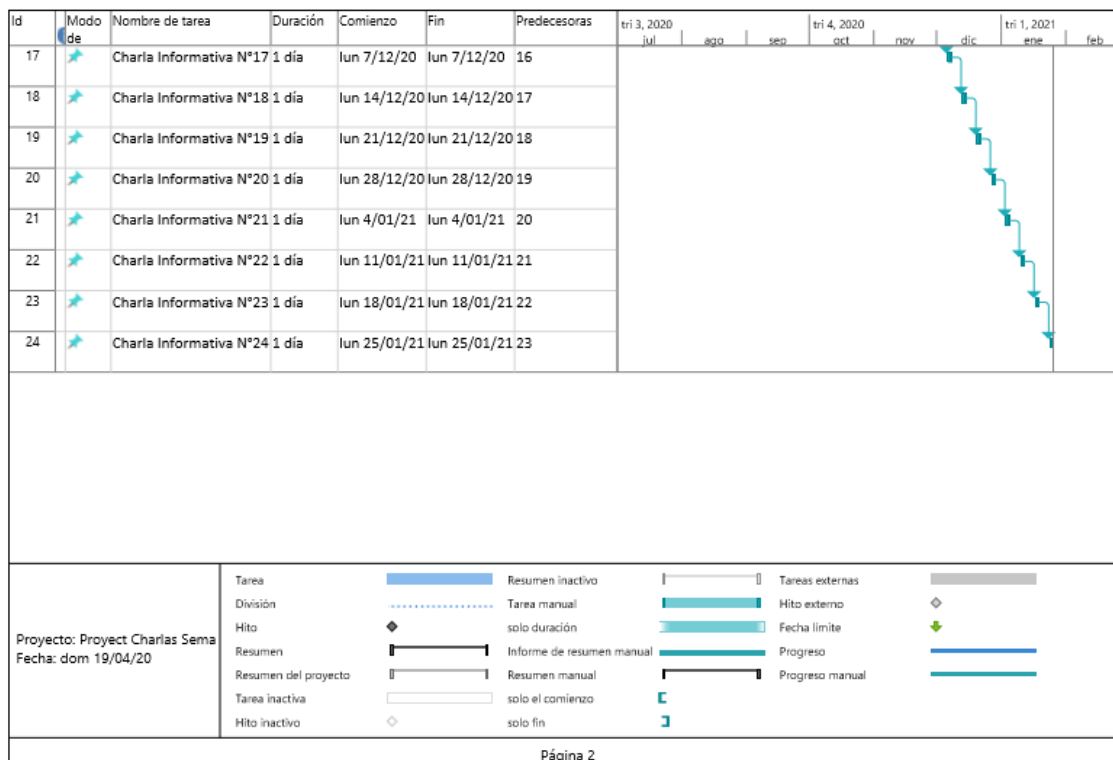 Id Modo de Nombre de tarea Duración Comienzo Fin Predecesoras
tri 3, 2020 tri 4, 2020 tri 1, 2021
jul ago sep oct nov dic ene feb
17 Charla Informativa N°17 1 día lun 7/12/20 lun 7/12/20 16
18 Charla Informativa N°18 1 día lun 14/12/20 lun 14/12/20 17
19 Charla Informativa N°19 1 día lun 21/12/20 lun 21/12/20 18
20 Charla Informativa N°20 1 día lun 28/12/20 lun 28/12/20 19
21 Charla Informativa N°21 1 día lun 4/01/21 lun 4/01/21 20
22 Charla Informativa N°22 1 día lun 11/01/21 lun 11/01/21 21
23 Charla Informativa N°23 1 día lun 18/01/21 lun 18/01/21 22
24 Charla Informativa N°24 1 día lun 25/01/21 lun 25/01/21 23
Proyecto: Proyect Charlas Sema
Fecha: dom 19/04/20
Tarea
División
Hito
Resumen
Resumen del proyecto
Tarea inactiva
Hito inactivo
Resumen inactivo
Tarea manual
solo duración
Informe de resumen manual
Resumen manual
solo el comienzo
solo fin
Tareas externas
Hito externo
Fecha límite
Progreso
Progreso manual
Página 2